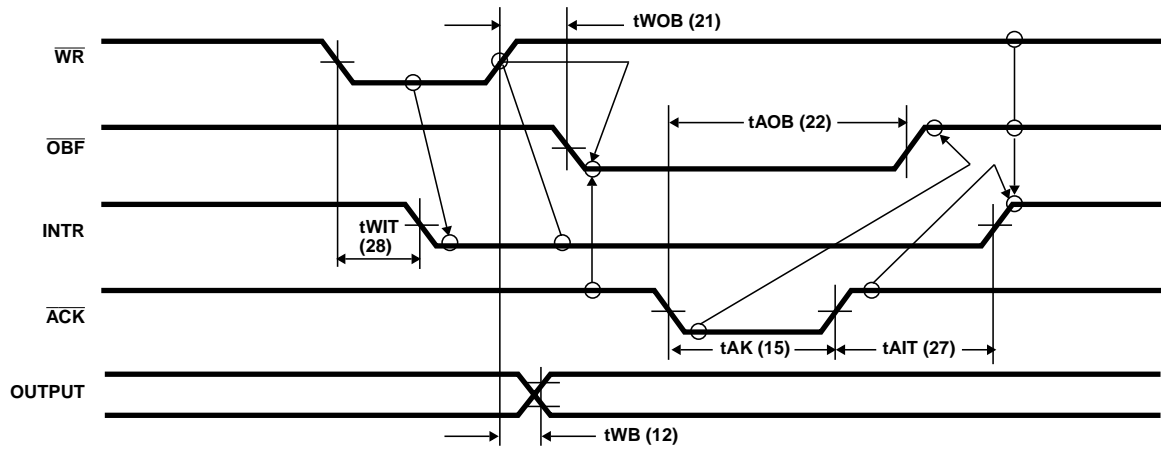 tWOB (21)
WR
tAOB (22)
OBF
INTR
tWIT
(28)
ACK
tAK (15)
tAIT (27)
OUTPUT
tWB (12)